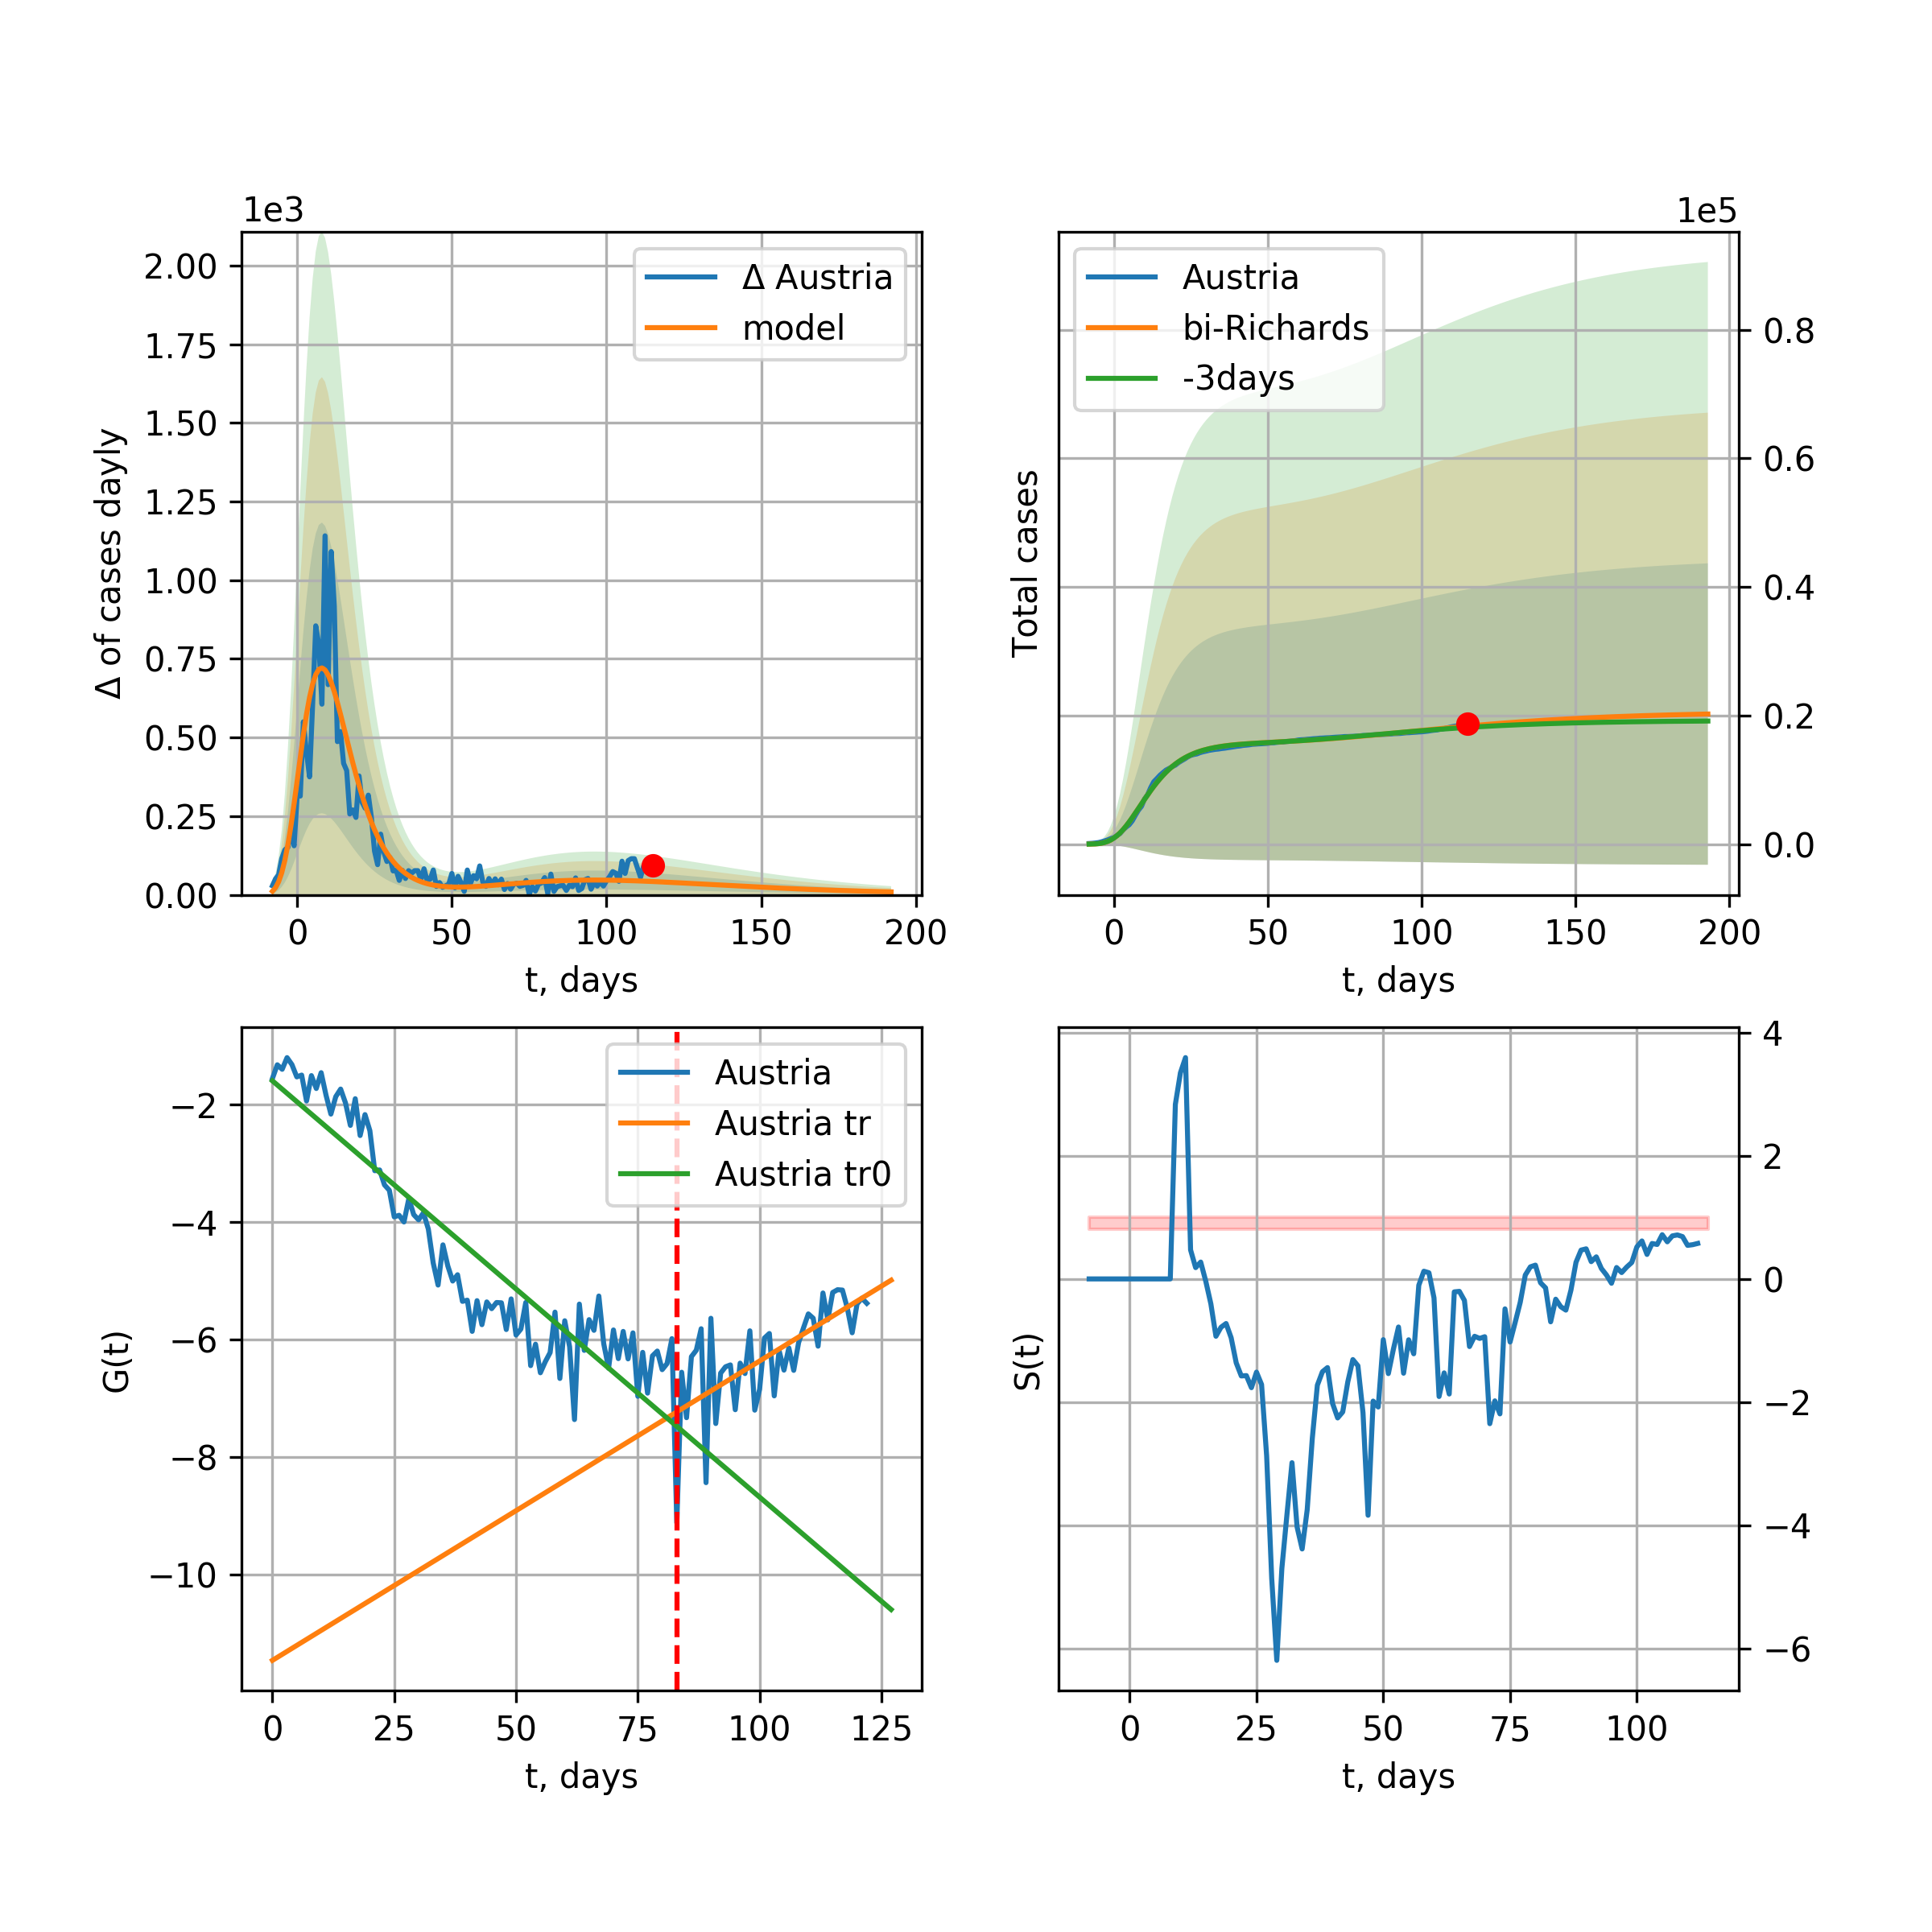 1e3
Δ of cases dayly
2.00
1.75
1.50
1.25
1.00
0.75
0.50
0.25
0.00
Δ Austria
model
0 50 100 150 200
t, days
1e5
Total cases
Austria
bi-Richards
-3days
0.8
0.6
0.4
0.2
0.0
0 50 100 150 200
t, days
G(t)
−2
−4
−6
−8
−10
Austria
Austria tr
Austria tr0
0 25 50 75 100 125
t, days
S(t)
4
2
0
−2
−4
−6
0 25 50 75 100
t, days